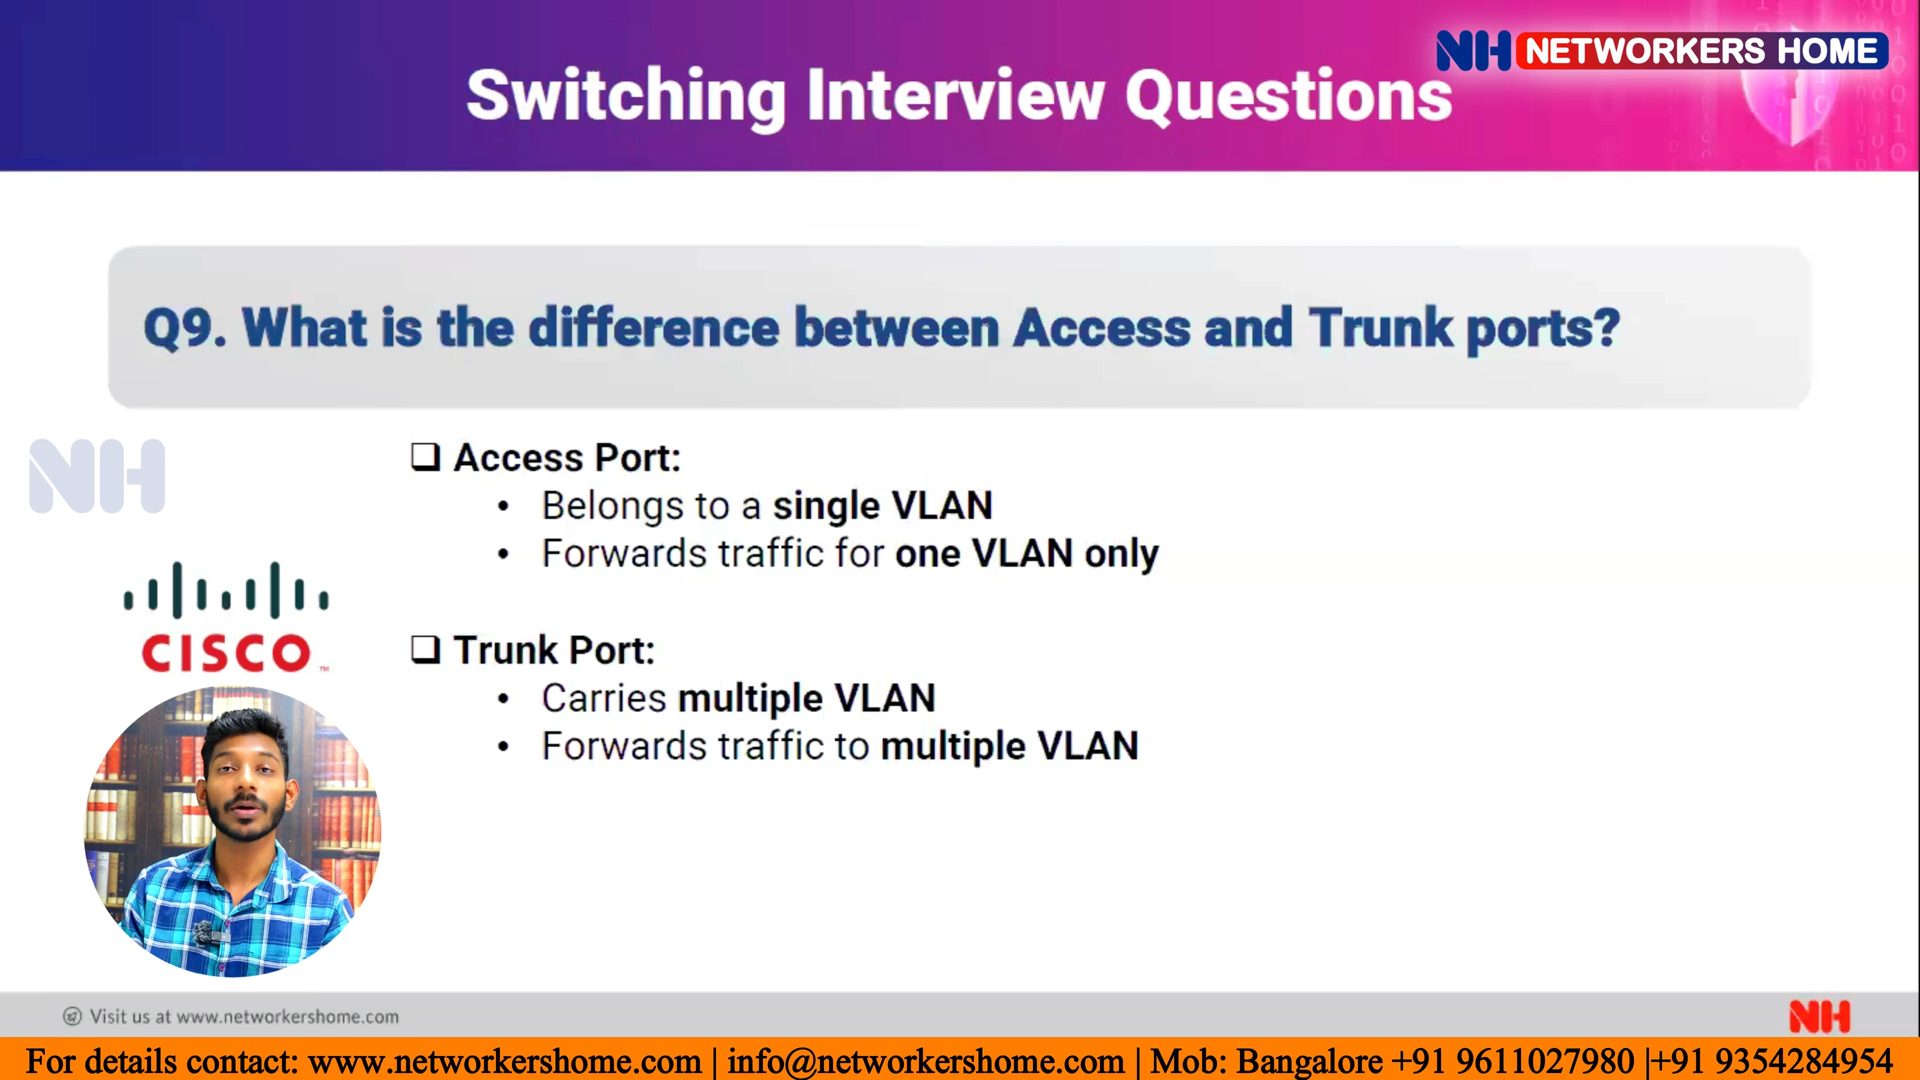 NH NETWORKERS HOME
Switching Interview Questions
Q9. What is the difference between Access and Trunk ports?
NH
❑ Access Port:
• Belongs to a single VLAN
• Forwards traffic for one VLAN only
CISCO™
❑ Trunk Port:
• Carries multiple VLAN
• Forwards traffic to multiple VLAN
Visit us at www.networkershome.com
NH
For details contact: www.networkershome.com | info@networkershome.com | Mob: Bangalore +91 9611027980 |+91 9354284954